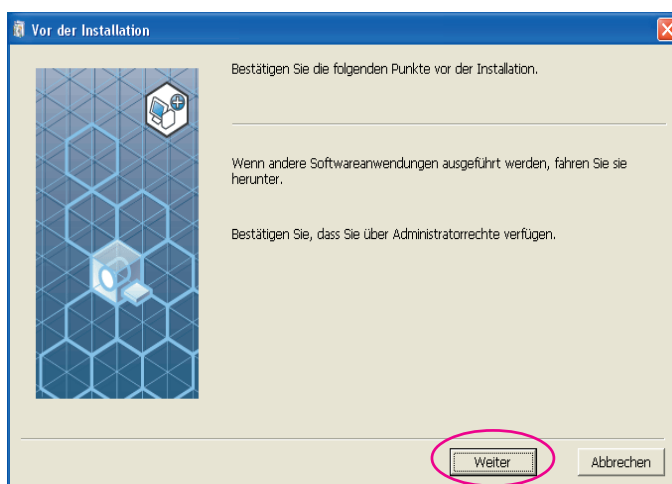 Vor der Installation
Bestätigen Sie die folgenden Punkte vor der Installation.
Wenn andere Softwareanwendungen ausgeführt werden, fahren Sie sie
herunter.
Bestätigen Sie, dass Sie über Administratorrechte verfügen.
Weiter
Abbrechen